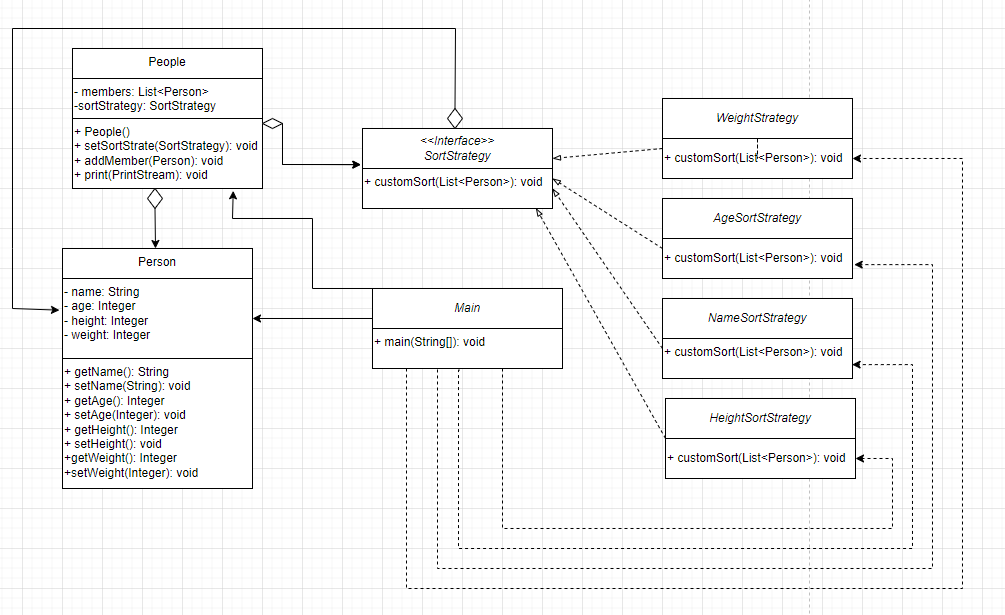 People
- members: List<Person>
-sortStrategy: SortStrategy
+ People()
+ setSortStrate(SortStrategy): void
+ addMember(Person): void
+ print(PrintStream): void
<<Interface>>
SortStrategy
+ customSort(List<Person>): void
WeightStrategy
+ customSort(List<Person>): void
AgeSortStrategy
+ customSort(List<Person>): void
NameSortStrategy
+ customSort(List<Person>): void
HeightSortStrategy
+ customSort(List<Person>): void
Person
- name: String
- age: Integer
- height: Integer
- weight: Integer
+ getName(): String
+ setName(String): void
+ getAge(): Integer
+ setAge(Integer): void
+ getHeight(): Integer
+ setHeight(): void
+getWeight(): Integer
+setWeight(Integer): void
Main
+ main(String[]): void